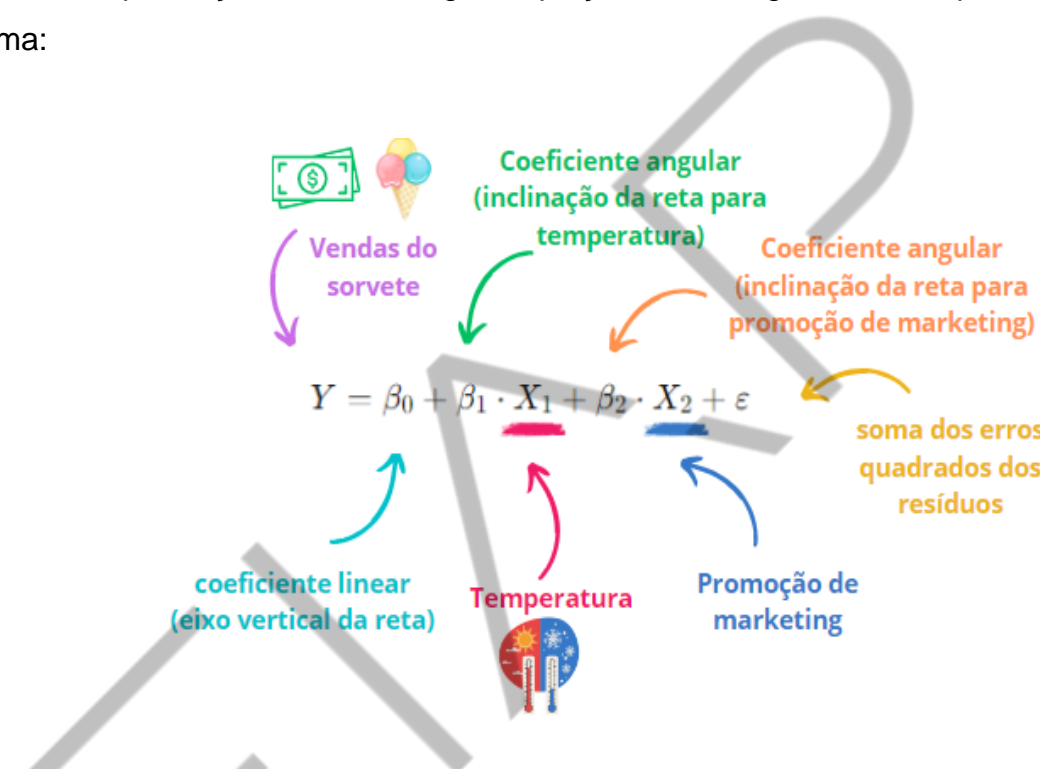 ma:
Coeficiente angular
(inclinação da reta para
temperatura)
Vendas do
sorvete
Coeficiente angular
(inclinação da reta para
promoção de marketing)
Y = β₀ + β₁ · X₁ + β₂ · X₂ + ε
soma dos erros
quadrados dos
resíduos
coeficiente linear
(eixo vertical da reta)
Temperatura
Promoção de
marketing